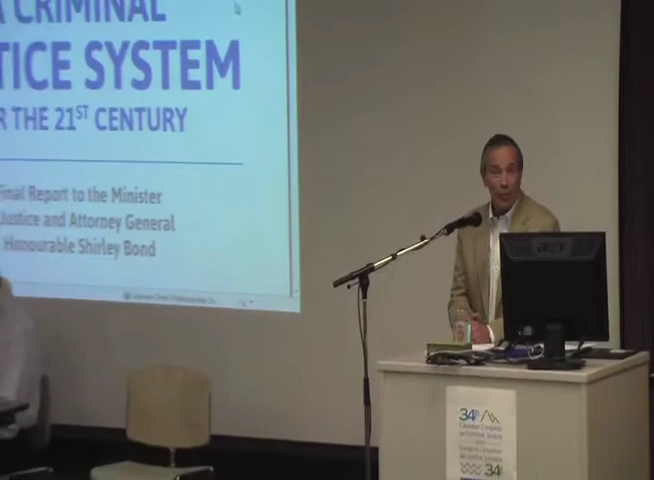 A CRIMINAL
TICE SYSTEM
R THE 21ST CENTURY
Final Report to the Minister
Justice and Attorney General
Honourable Shirley Bond
acer
34th
Canadian Congress
on Criminal Justice
34e